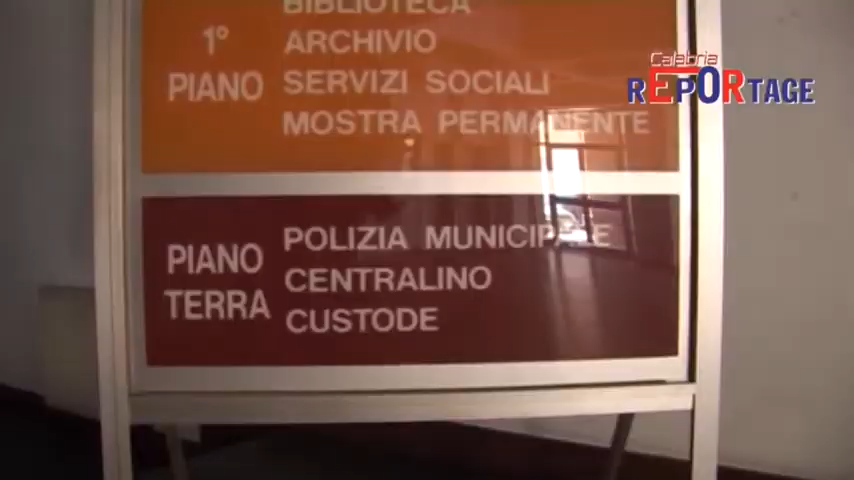 BIBLIOTECA
1°
PIANO
ARCHIVIO
SERVIZI SOCIALI
MOSTRA PERMANENTE
PIANO
TERRA
POLIZIA MUNICIPALE
CENTRALINO
CUSTODE
Calabria
REPORTAGE